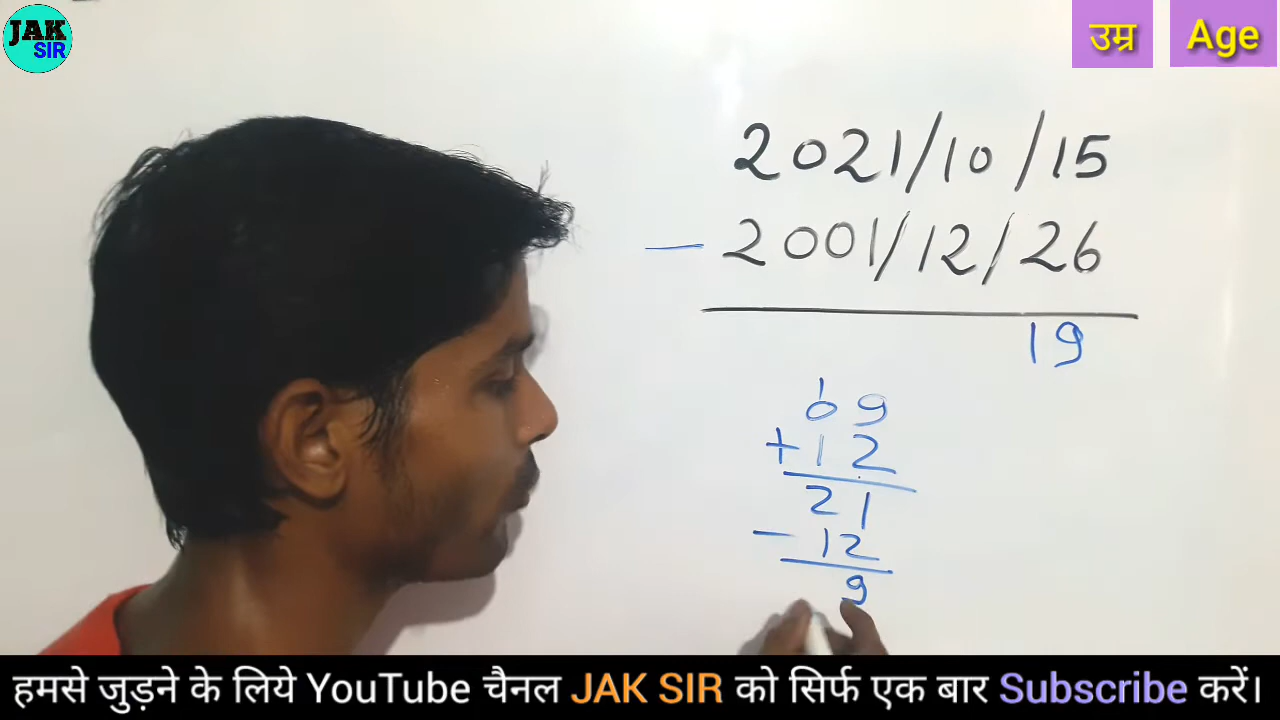 JAK
SIR
उम्र
Age
2021/10/15
- 2001/12/26
19
1
09
+ 12
21
- 12
9
हमसे जुड़ने के लिये YouTube चैनल JAK SIR को सिर्फ एक बार Subscribe करें।